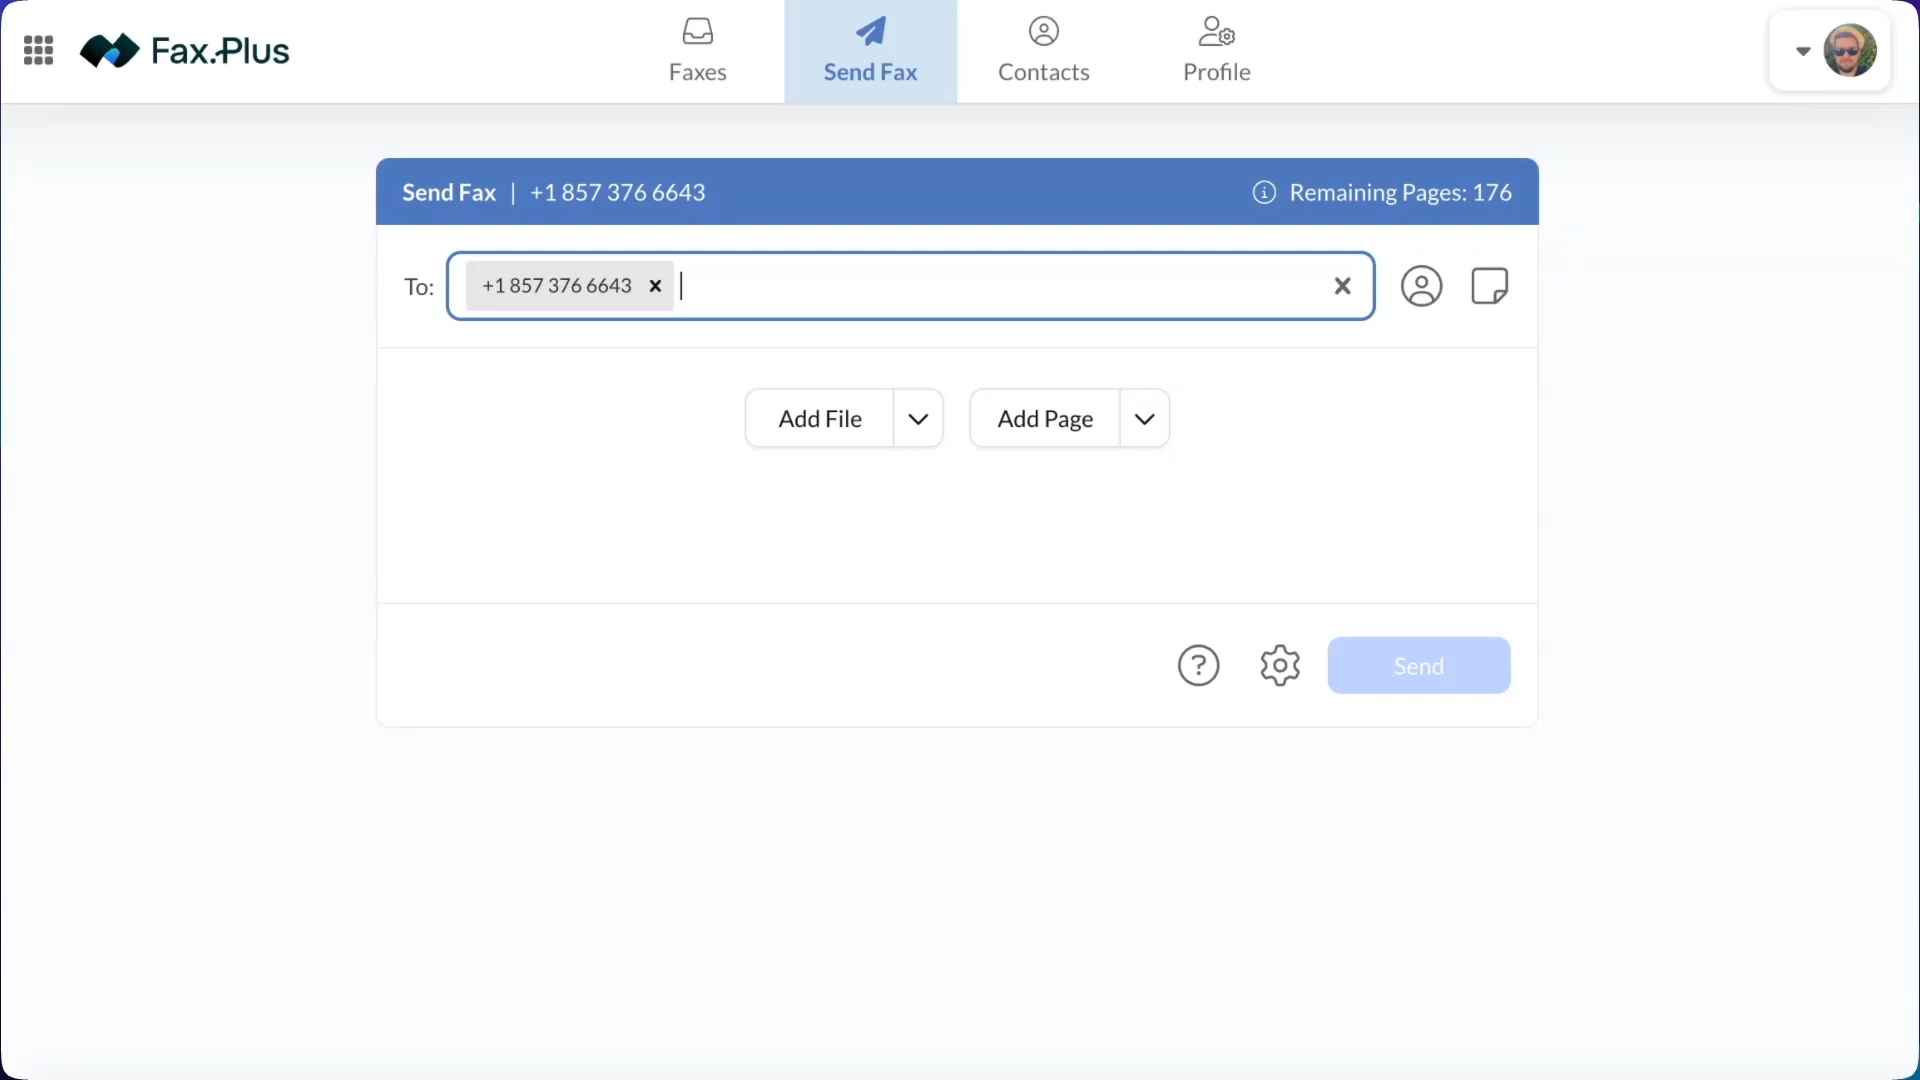 Fax.Plus
Faxes
Send Fax
Contacts
Profile
Send Fax | +1 857 376 6643
Remaining Pages: 176
To: +1 857 376 6643
Add File
Add Page
Send